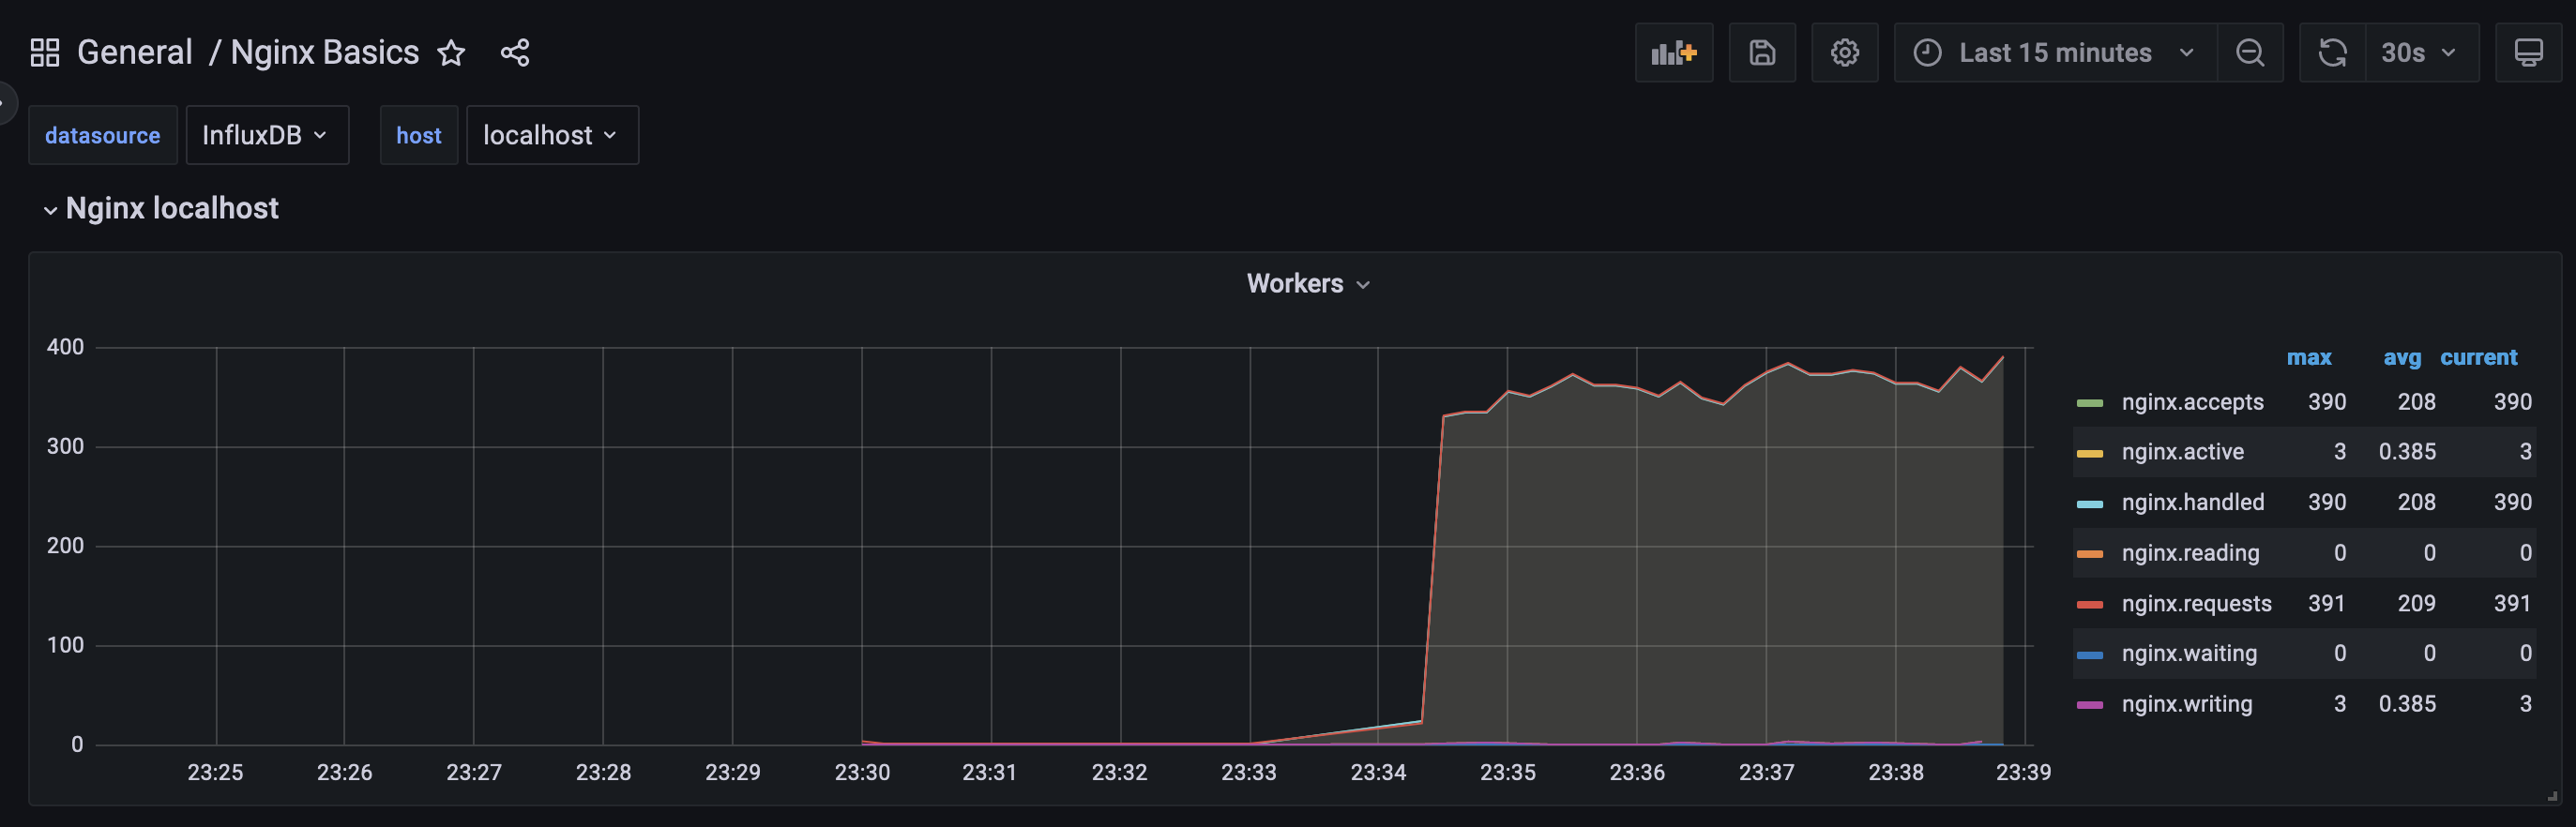 General / Nginx Basics
Last 15 minutes
30s
datasource InfluxDB host localhost
Nginx localhost
Workers
400
300
200
100
0
23:25 23:26 23:27 23:28 23:29 23:30 23:31 23:32 23:33 23:34 23:35 23:36 23:37 23:38 23:39
max avg current
nginx.accepts 390 208 390
nginx.active 3 0.385 3
nginx.handled 390 208 390
nginx.reading 0 0 0
nginx.requests 391 209 391
nginx.waiting 0 0 0
nginx.writing 3 0.385 3